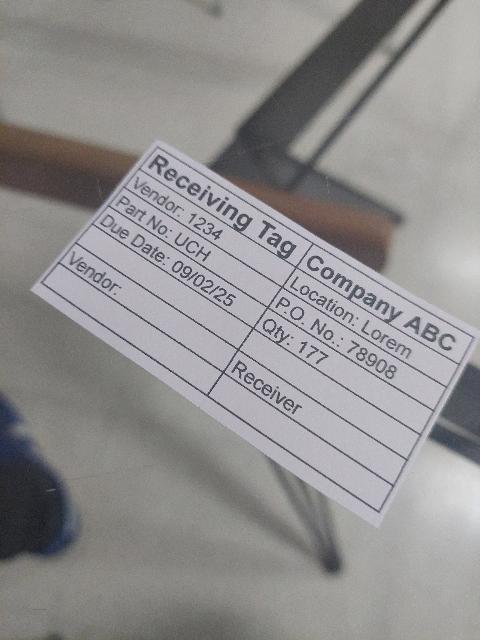 Receiving Tag Company ABC
Vendor: 1234 Location: Lorem
Part No: UCH P.O. No.: 78908
Due Date: 09/02/25 Qty: 177
Vendor: Receiver